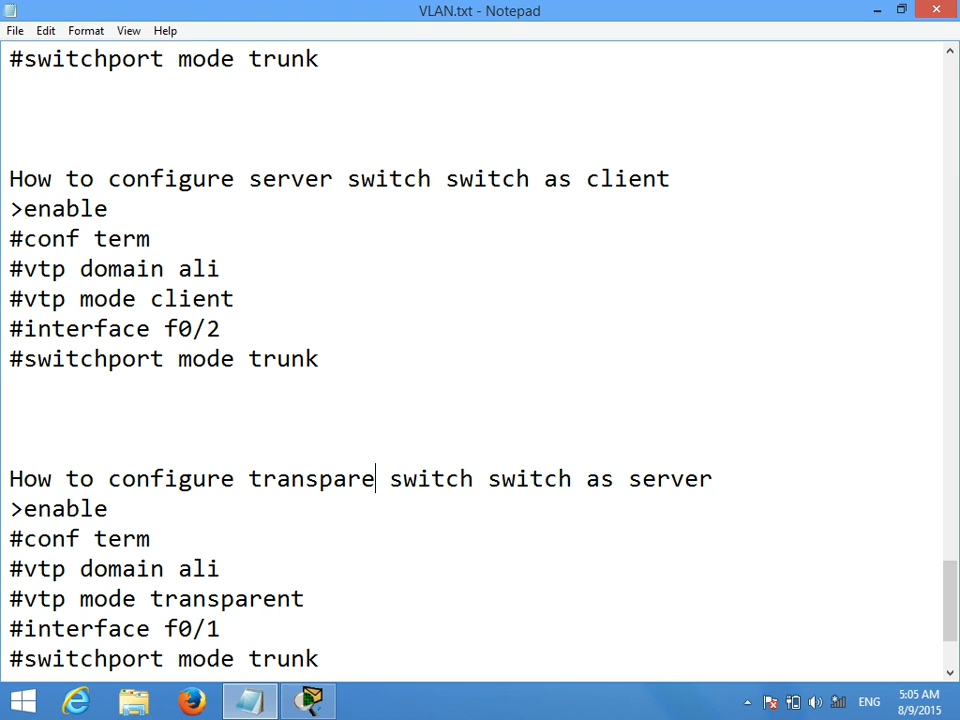 VLAN.txt - Notepad
File Edit Format View Help
#switchport mode trunk
How to configure server switch switch as client
>enable
#conf term
#vtp domain ali
#vtp mode client
#interface f0/2
#switchport mode trunk
How to configure transpare switch switch as server
>enable
#conf term
#vtp domain ali
#vtp mode transparent
#interface f0/1
#switchport mode trunk
ENG
5:05 AM
8/9/2015